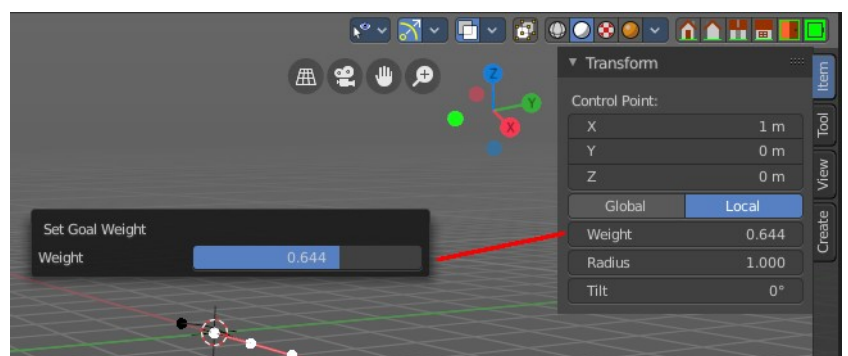 Z
Y
X
Transform
Control Point:
X 1 m
Y 0 m
Z 0 m
Global Local
Weight 0.644
Radius 1.000
Tilt 0°
Item
Tool
View
Create
Set Goal Weight
Weight 0.644